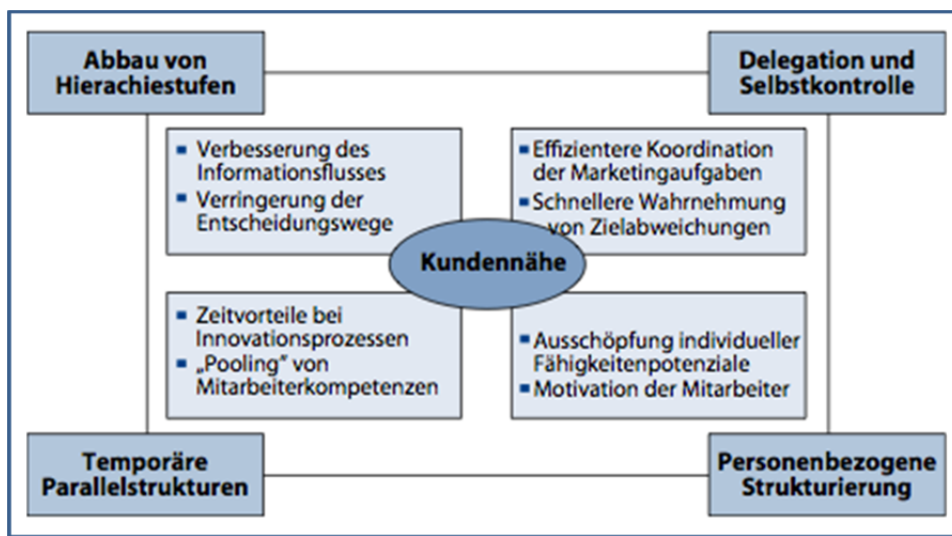 Abbau von
Hierachiestufen
Delegation und
Selbstkontrolle
▪ Verbesserung des
Informationsflusses
▪ Verringerung der
Entscheidungswege
▪ Effizientere Koordination
der Marketingaufgaben
▪ Schnellere Wahrnehmung
von Zielabweichungen
Kundennähe
▪ Zeitvorteile bei
Innovationsprozessen
▪ „Pooling" von
Mitarbeiterkompetenzen
▪ Ausschöpfung individueller
Fähigkeitenpotenziale
▪ Motivation der Mitarbeiter
Temporäre
Parallelstrukturen
Personenbezogene
Strukturierung